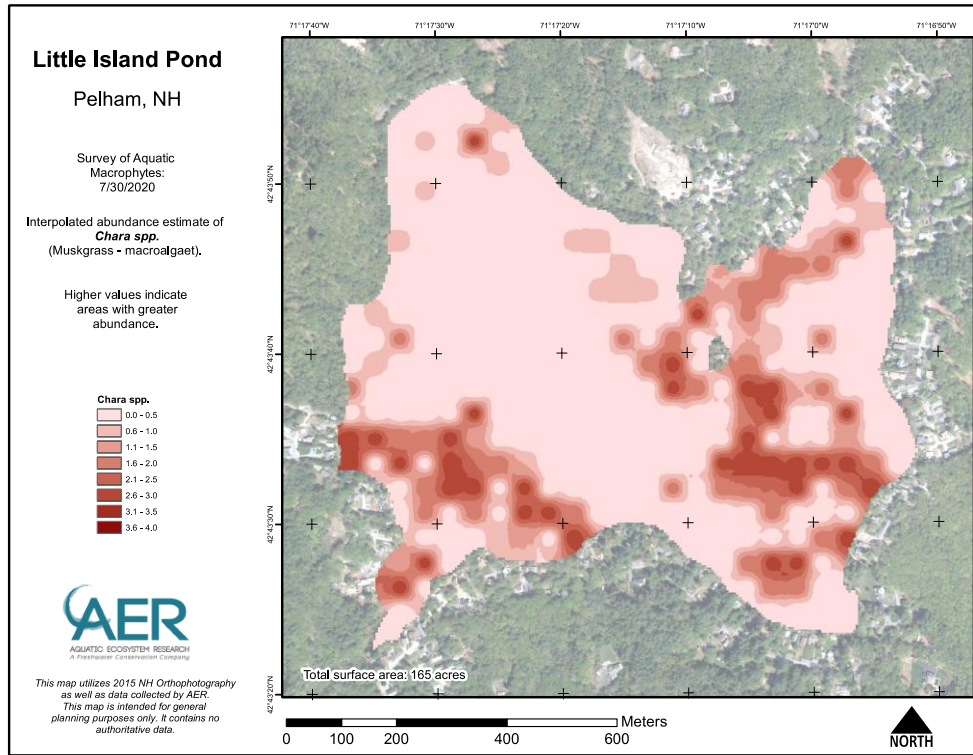 Little Island Pond
Pelham, NH
Survey of Aquatic
Macrophytes:
7/30/2020
Interpolated abundance estimate of
Chara spp.
(Muskgrass - macroalgaet).
Higher values indicate
areas with greater
abundance.
Chara spp.
0.0 - 0.5
0.6 - 1.0
1.1 - 1.5
1.6 - 2.0
2.1 - 2.5
2.6 - 3.0
3.1 - 3.5
3.6 - 4.0
AER
AQUATIC ECOSYSTEM RESEARCH
A Freshwater Conservation Company
This map utilizes 2015 NH Orthophotography
as well as data collected by AER.
This map is intended for general
planning purposes only. It contains no
authoritative data.
71°17'40"W 71°17'30"W 71°17'20"W 71°17'10"W 71°17'0"W 71°16'50"W
42°43'50"N
42°43'40"N
42°43'30"N
42°43'20"N
Total surface area: 165 acres
Meters
0 100 200 400 600
NORTH